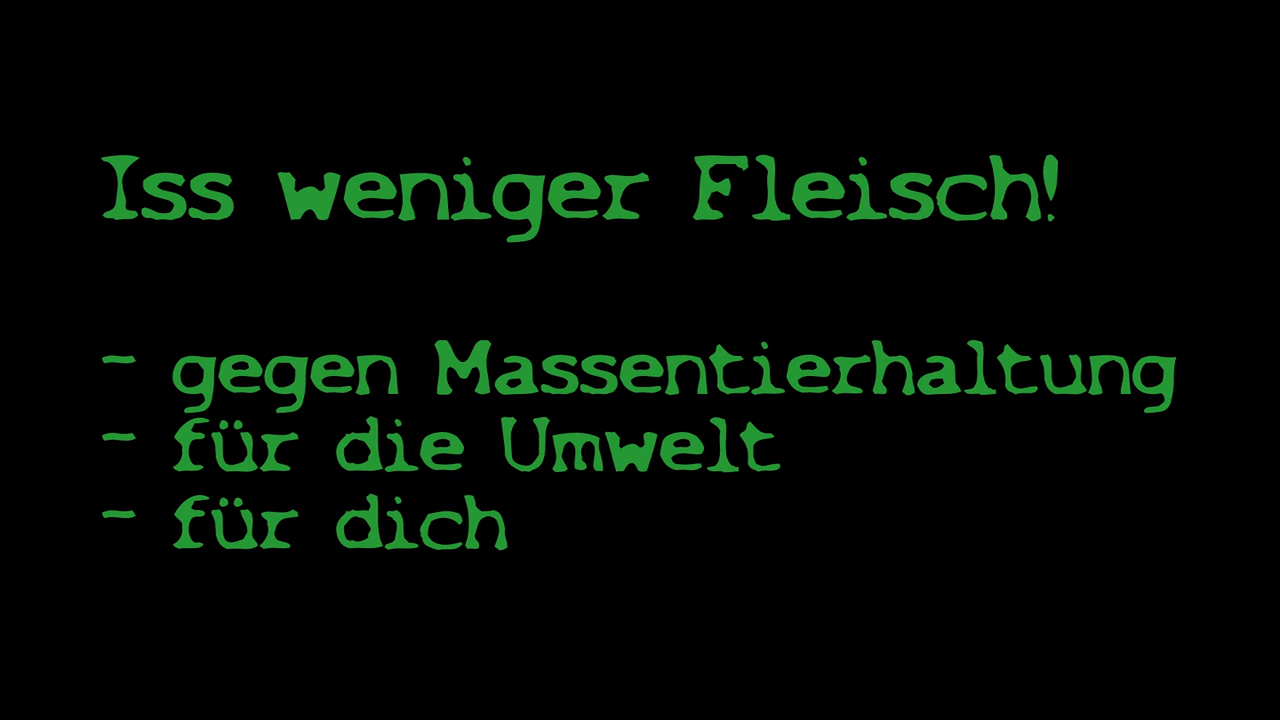 Iss weniger Fleisch!
- gegen Massentierhaltung
- für die Umwelt
- für dich